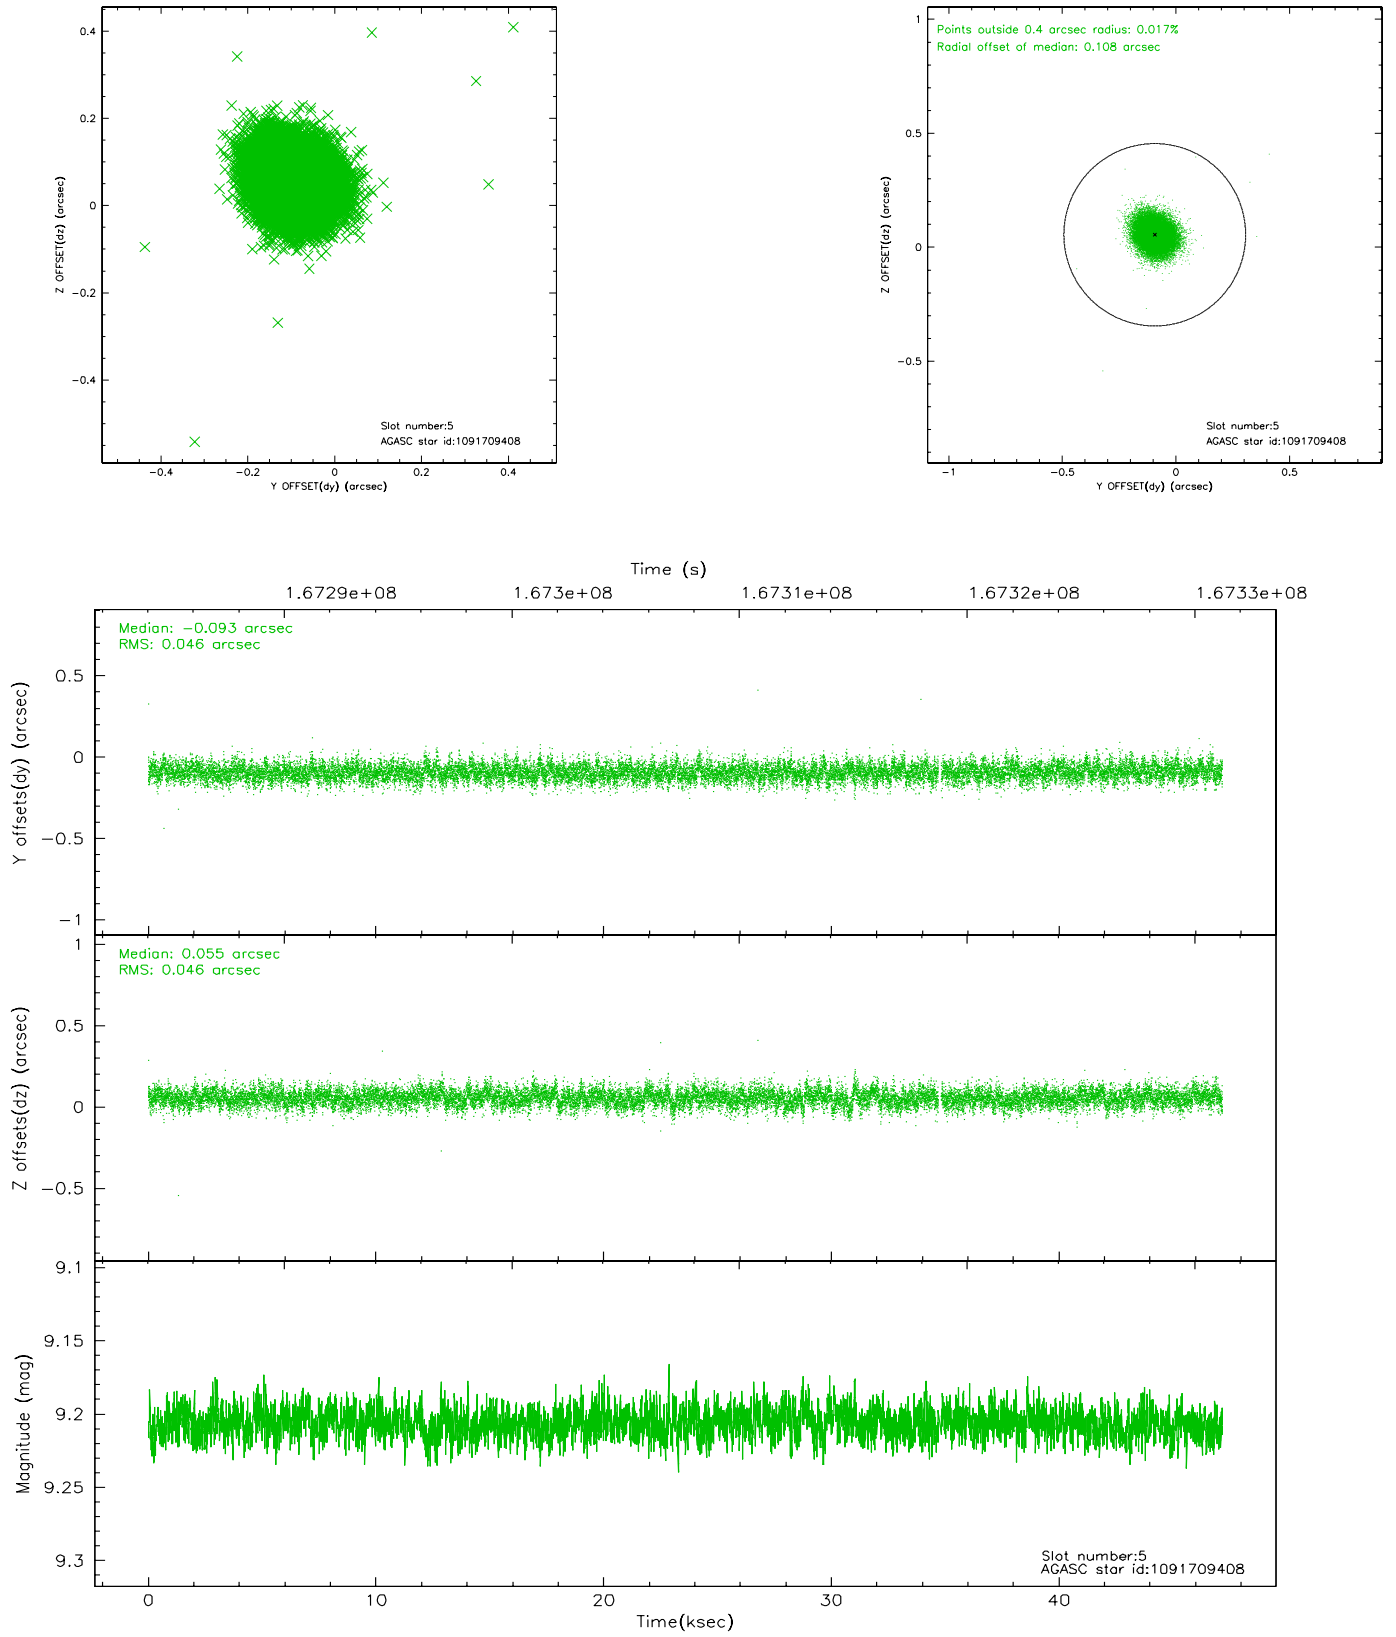 0.4
0.2
0
−0.2
−0.4
Z OFFSET(dz) (arcsec)
Slot number:5
AGASC star id:1091709408
−0.4 −0.2 0 0.2 0.4
Y OFFSET(dy) (arcsec)
Points outside 0.4 arcsec radius: 0.017%
Radial offset of median: 0.108 arcsec
1
0.5
0
−0.5
Z OFFSET(dz) (arcsec)
Slot number:5
AGASC star id:1091709408
−1 −0.5 0 0.5
Y OFFSET(dy) (arcsec)
Time (s)
1.6729e+08 1.673e+08 1.6731e+08 1.6732e+08 1.6733e+08
Median: −0.093 arcsec
RMS: 0.046 arcsec
0.5
0
−0.5
−1
Y offsets(dy) (arcsec)
Median: 0.055 arcsec
RMS: 0.046 arcsec
1
0.5
0
−0.5
Z offsets(dz) (arcsec)
9.1
9.15
9.2
9.25
9.3
Magnitude (mag)
Slot number:5
AGASC star id:1091709408
0 10 20 30 40
Time(ksec)